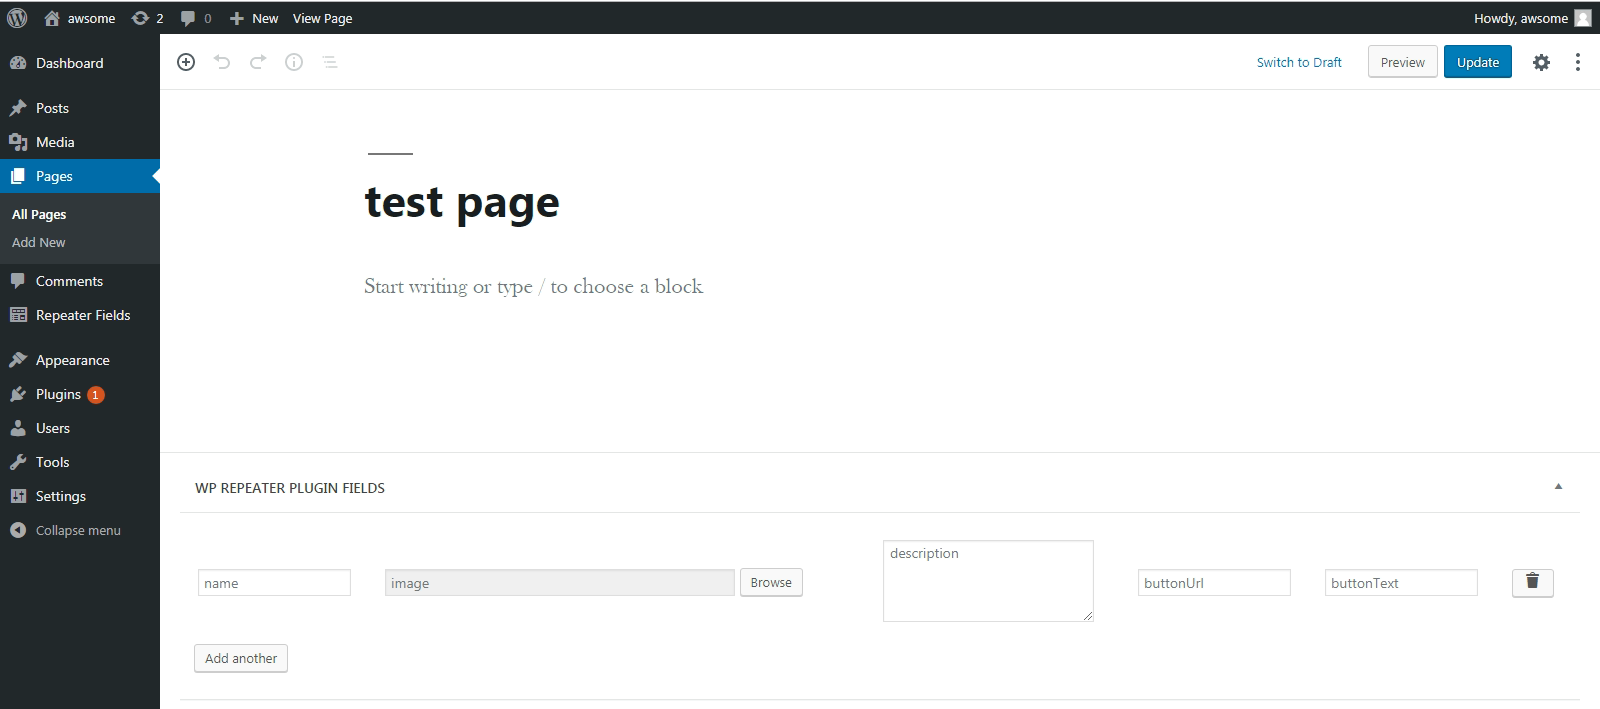 awsome 2 0 New View Page Howdy, awsome
Dashboard
Posts
Media
Pages
All Pages
Add New
Comments
Repeater Fields
Appearance
Plugins 1
Users
Tools
Settings
Collapse menu
Switch to Draft Preview Update
test page
Start writing or type / to choose a block
WP REPEATER PLUGIN FIELDS
name image Browse description buttonUrl buttonText
Add another